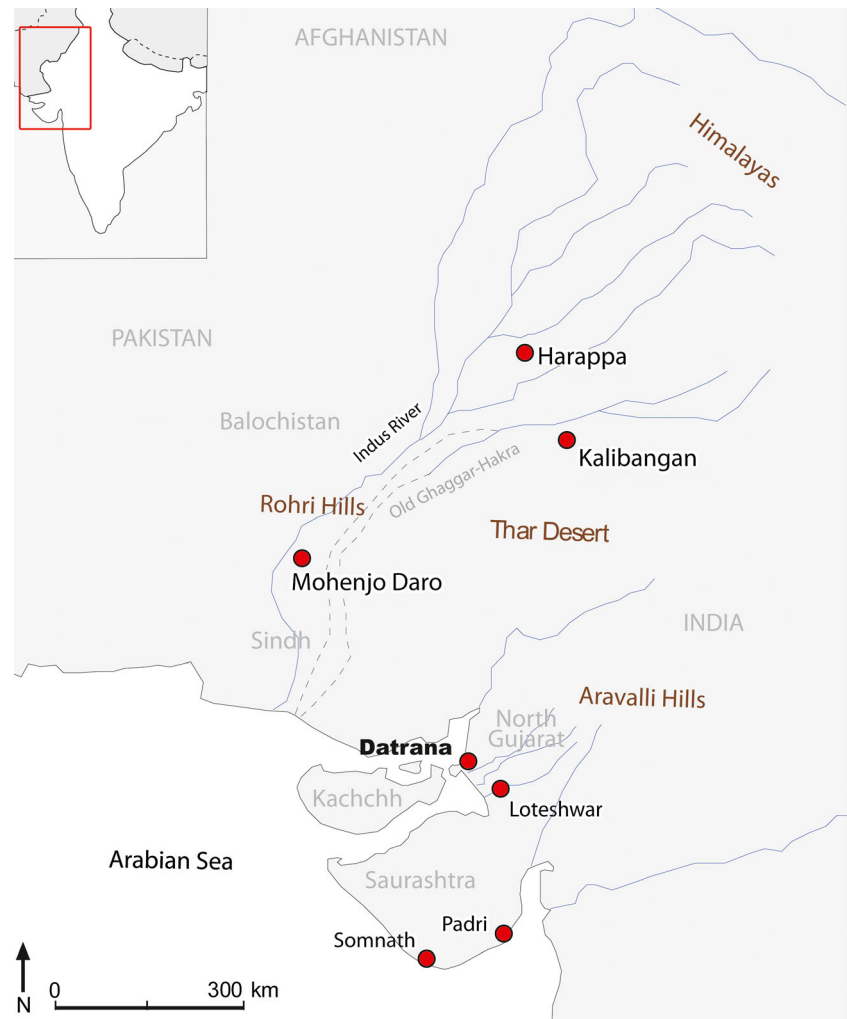 AFGHANISTAN
Himalayas
PAKISTAN
Harappa
Balochistan
Indus River
Kalibangan
Old Ghaggar-Hakra
Rohri Hills
Thar Desert
Mohenjo Daro
Sindh
INDIA
Aravalli Hills
North
Gujarat
Datrana
Kachchh
Loteshwar
Arabian Sea
Saurashtra
Padri
Somnath
N
0 300 km